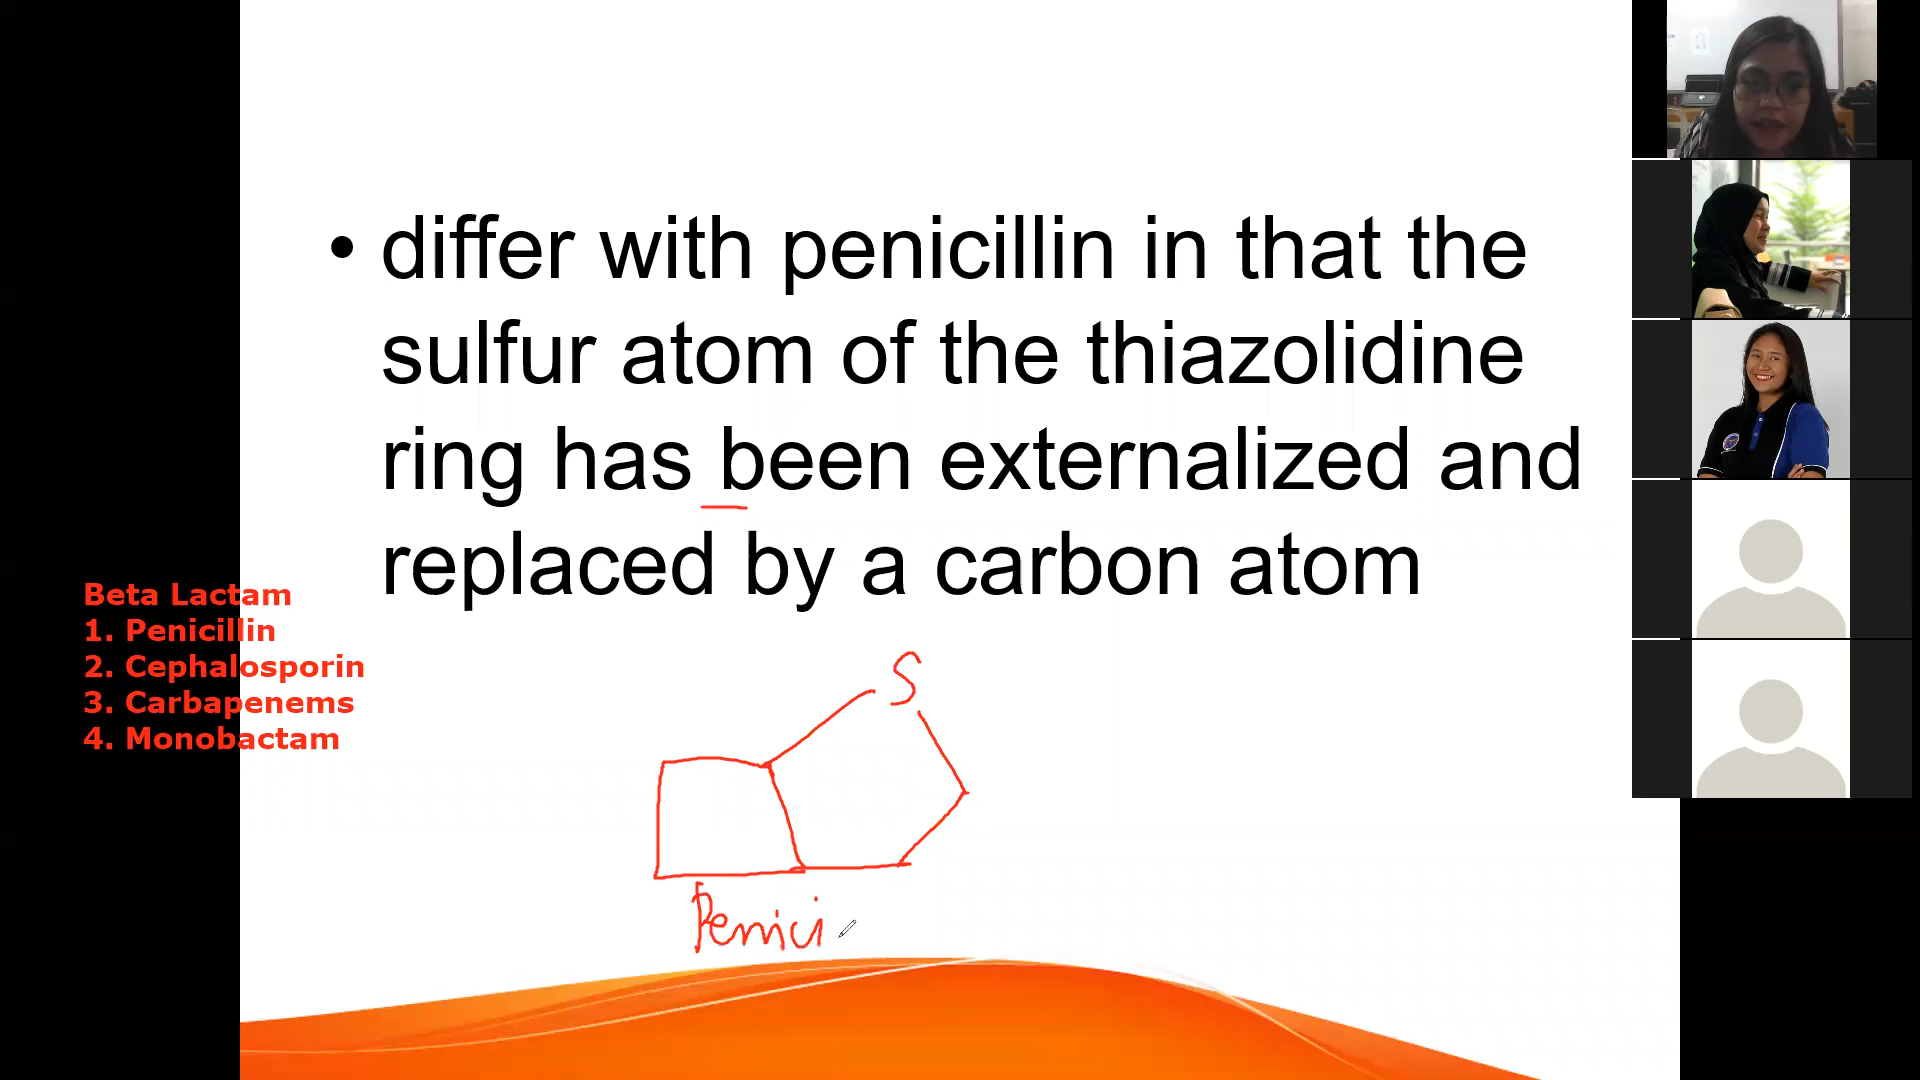 • differ with penicillin in that the
sulfur atom of the thiazolidine
ring has been externalized and
replaced by a carbon atom
Beta Lactam
1. Penicillin
2. Cephalosporin
3. Carbapenems
4. Monobactam
S
Penici